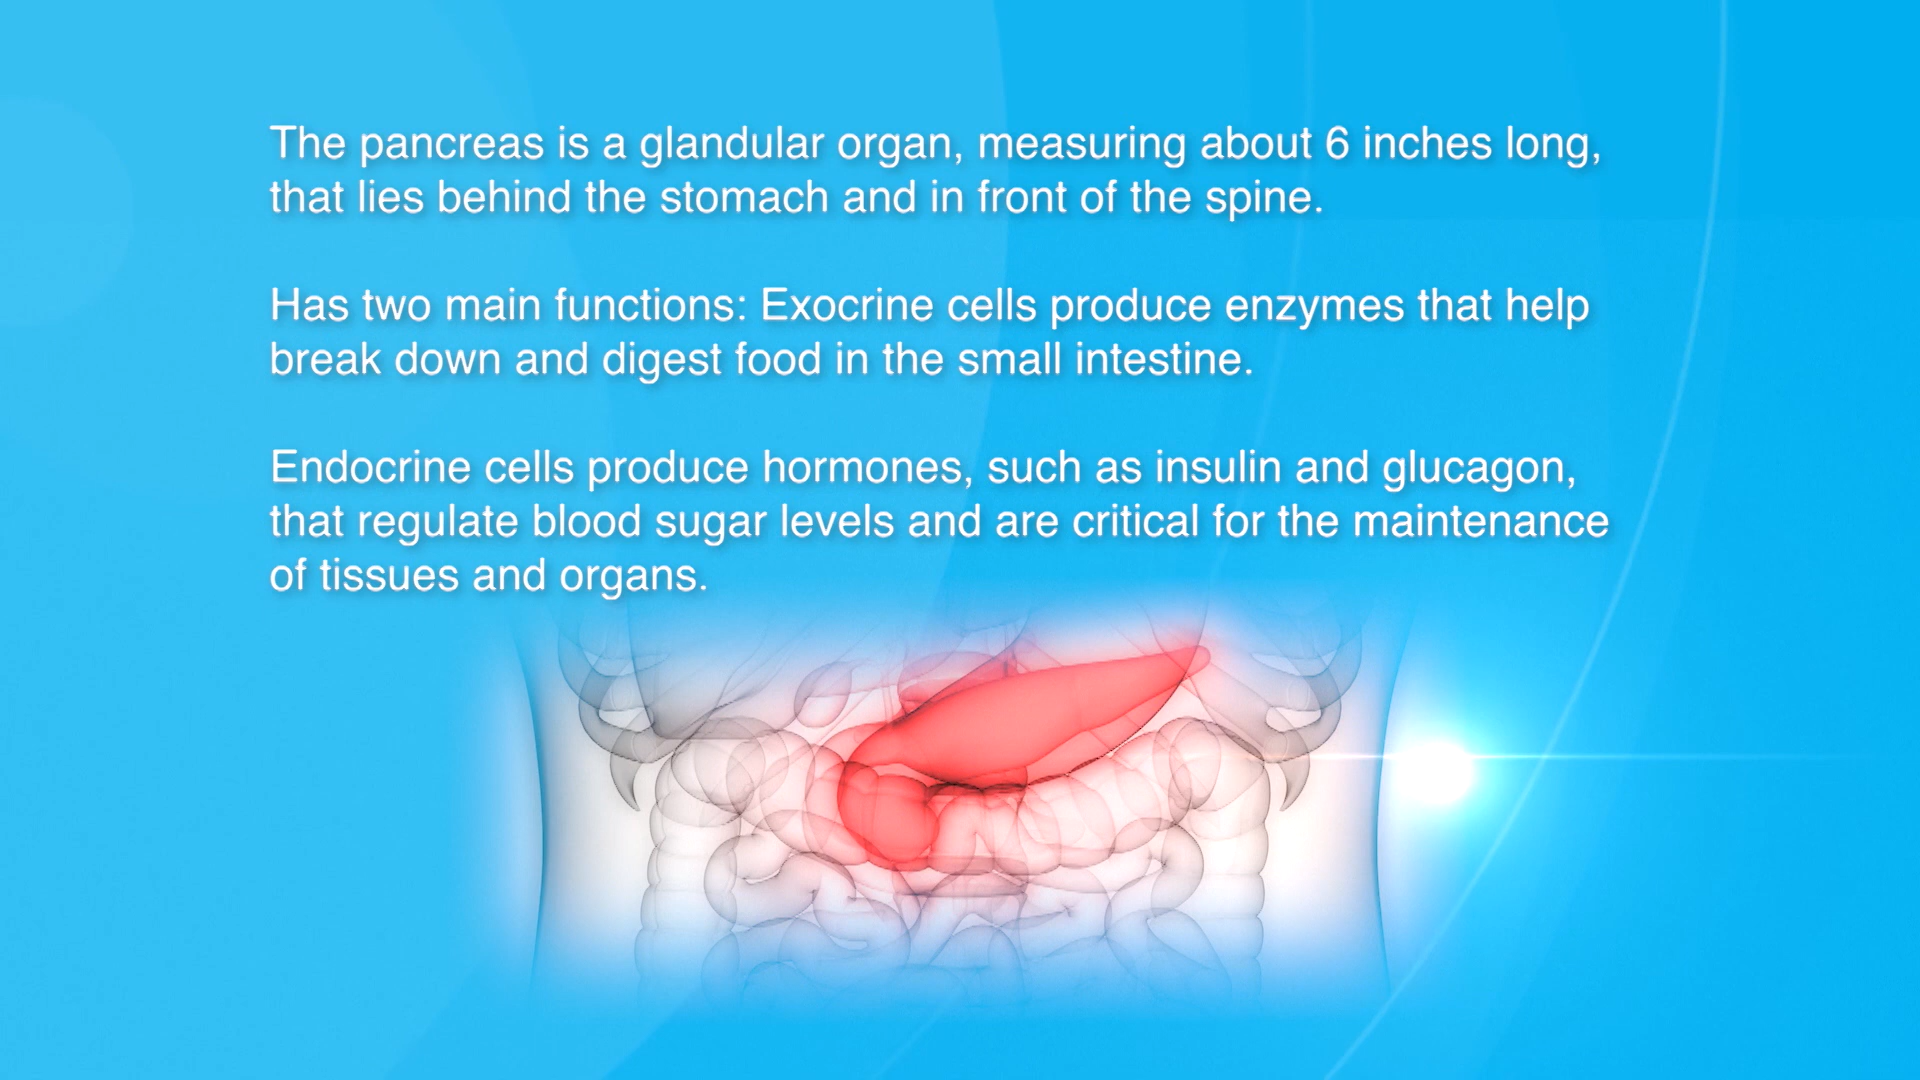 The pancreas is a glandular organ, measuring about 6 inches long,
that lies behind the stomach and in front of the spine.
Has two main functions: Exocrine cells produce enzymes that help
break down and digest food in the small intestine.
Endocrine cells produce hormones, such as insulin and glucagon,
that regulate blood sugar levels and are critical for the maintenance
of tissues and organs.